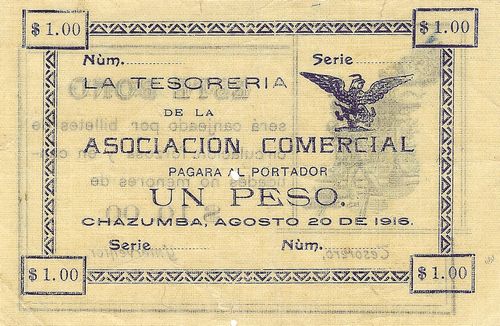 $ 1.00 $ 1.00
Núm. Serie
LA TESORERIA
DE LA
ASOCIACIÓN COMERCIAL
PAGARA AL PORTADOR
UN PESO.
CHAZUMBA, AGOSTO 20 DE 1916.
Serie Núm.
$ 1.00 $ 1.00